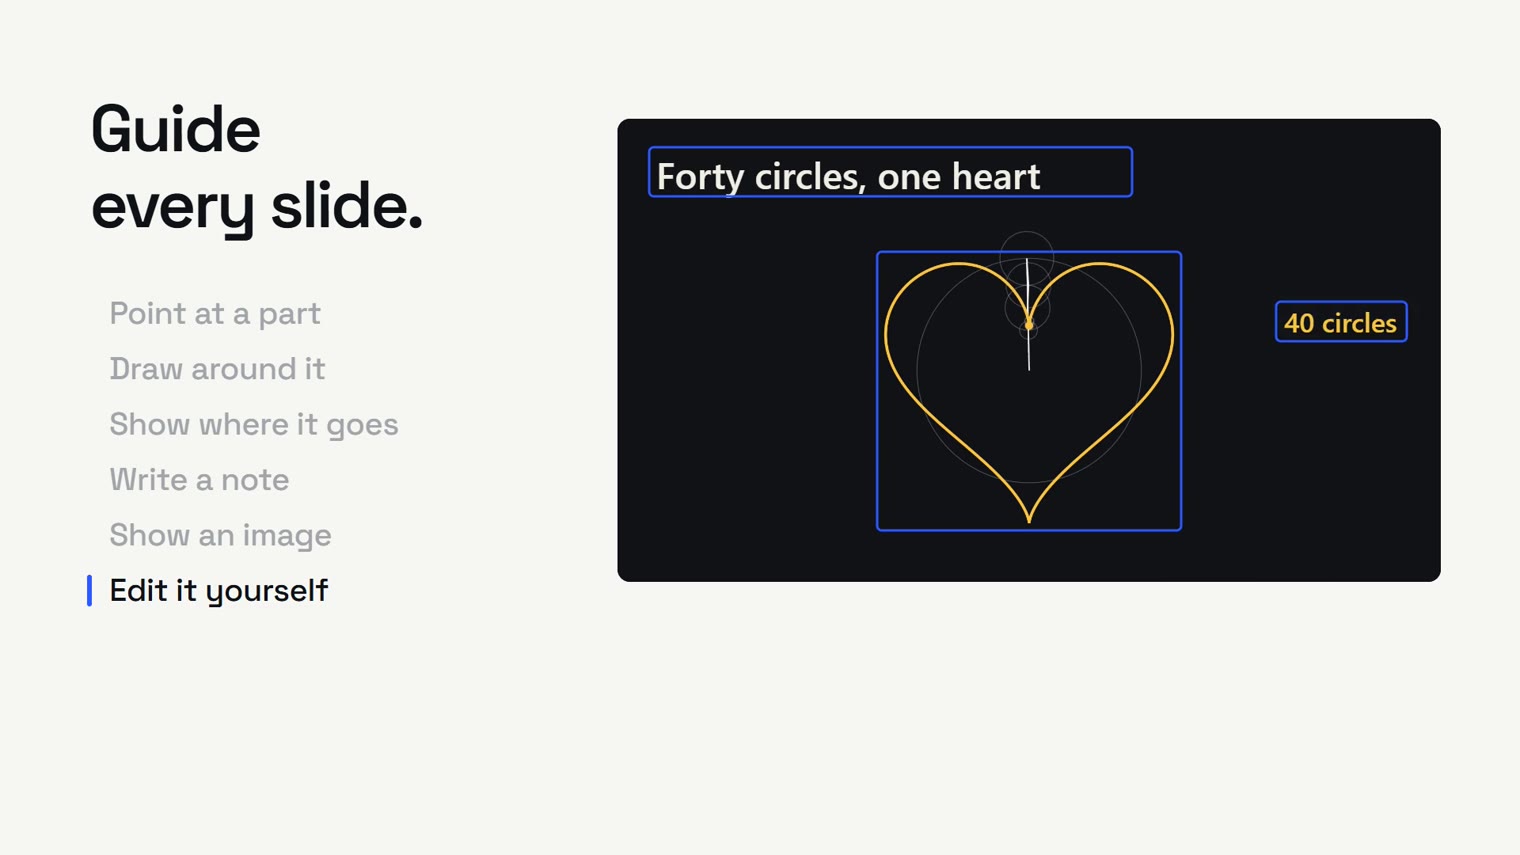 Guide
every slide.
Point at a part
Draw around it
Show where it goes
Write a note
Show an image
Edit it yourself
Forty circles, one heart
40 circles